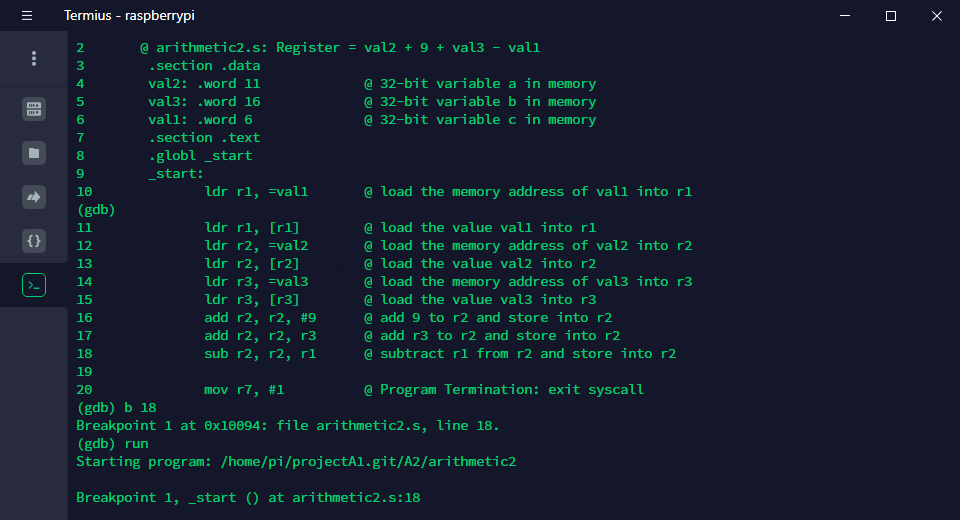 Termius - raspberrypi
2 @ arithmetic2.s: Register = val2 + 9 + val3 - val1
3 .section .data
4 val2: .word 11 @ 32-bit variable a in memory
5 val3: .word 16 @ 32-bit variable b in memory
6 val1: .word 6 @ 32-bit variable c in memory
7 .section .text
8 .globl _start
9 _start:
10 ldr r1, =val1 @ load the memory address of val1 into r1
(gdb)
11 ldr r1, [r1] @ load the value val1 into r1
12 ldr r2, =val2 @ load the memory address of val2 into r2
13 ldr r2, [r2] @ load the value val2 into r2
14 ldr r3, =val3 @ load the memory address of val3 into r3
15 ldr r3, [r3] @ load the value val3 into r3
16 add r2, r2, #9 @ add 9 to r2 and store into r2
17 add r2, r2, r3 @ add r3 to r2 and store into r2
18 sub r2, r2, r1 @ subtract r1 from r2 and store into r2
19
20 mov r7, #1 @ Program Termination: exit syscall
(gdb) b 18
Breakpoint 1 at 0x10094: file arithmetic2.s, line 18.
(gdb) run
Starting program: /home/pi/projectA1.git/A2/arithmetic2
Breakpoint 1, _start () at arithmetic2.s:18